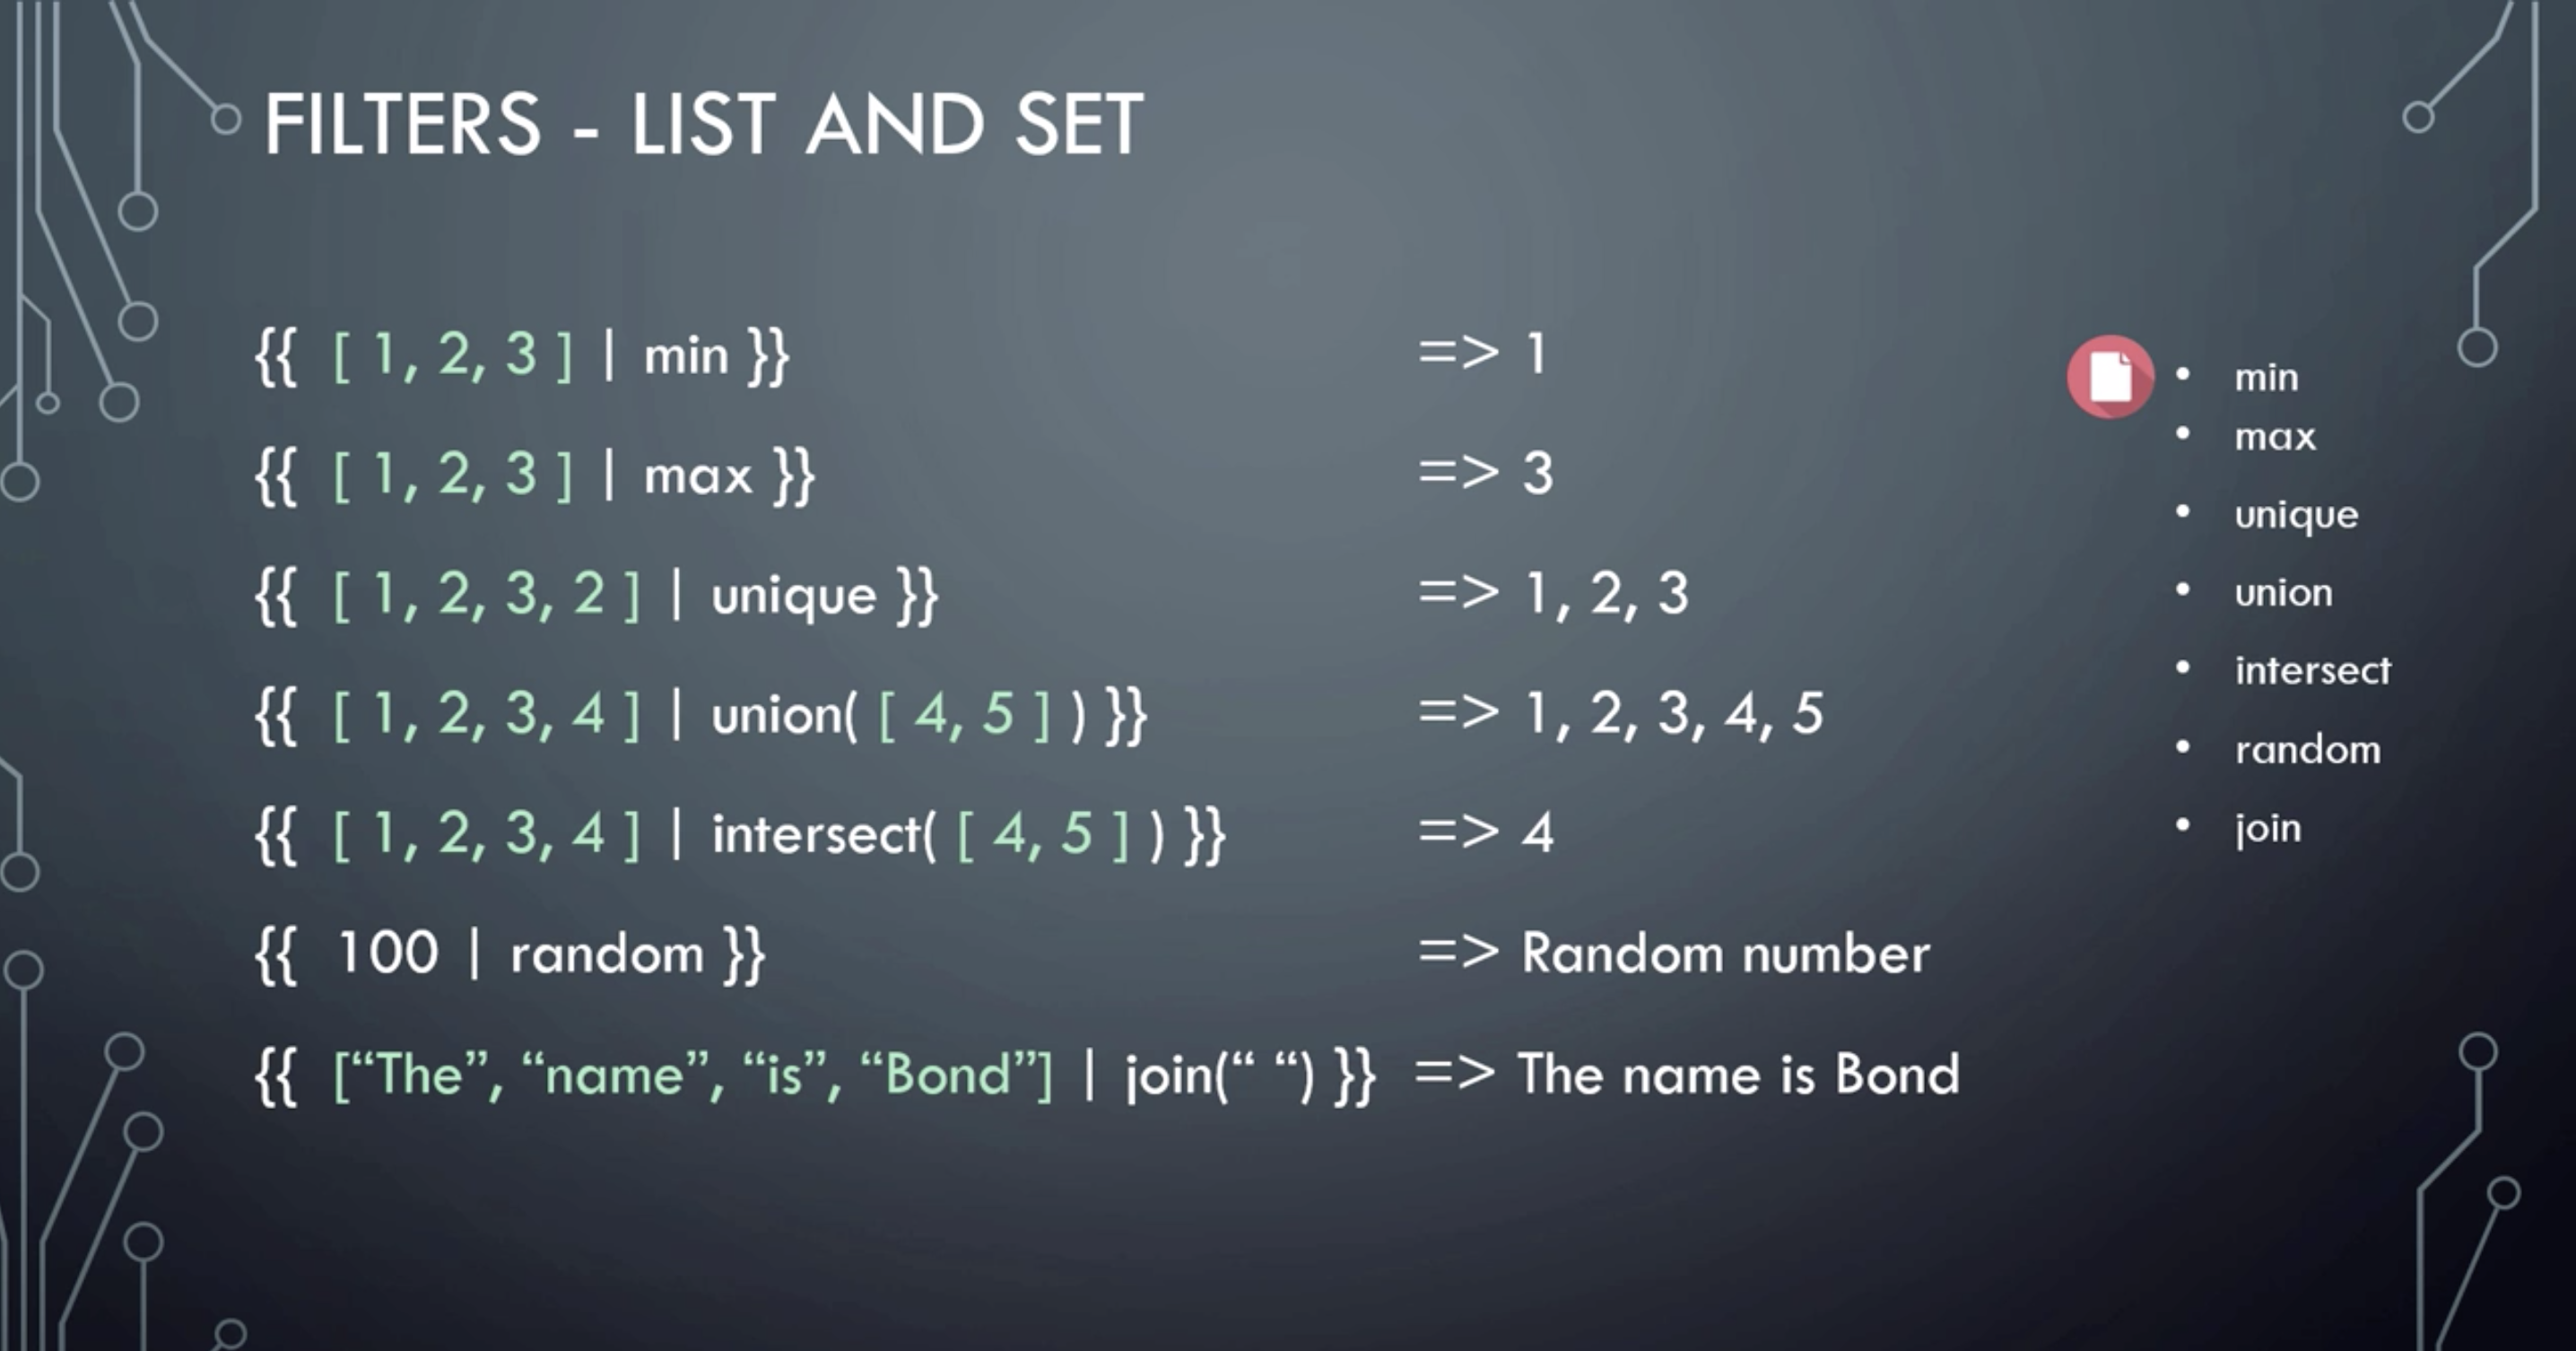 FILTERS - LIST AND SET
{{ [ 1, 2, 3 ] | min }} => 1
{{ [ 1, 2, 3 ] | max }} => 3
{{ [ 1, 2, 3, 2 ] | unique }} => 1, 2, 3
{{ [ 1, 2, 3, 4 ] | union( [ 4, 5 ] ) }} => 1, 2, 3, 4, 5
{{ [ 1, 2, 3, 4 ] | intersect( [ 4, 5 ] ) }} => 4
{{ 100 | random }} => Random number
{{ [“The”, “name”, “is”, “Bond”] | join(“ “) }} => The name is Bond
• min
• max
• unique
• union
• intersect
• random
• join